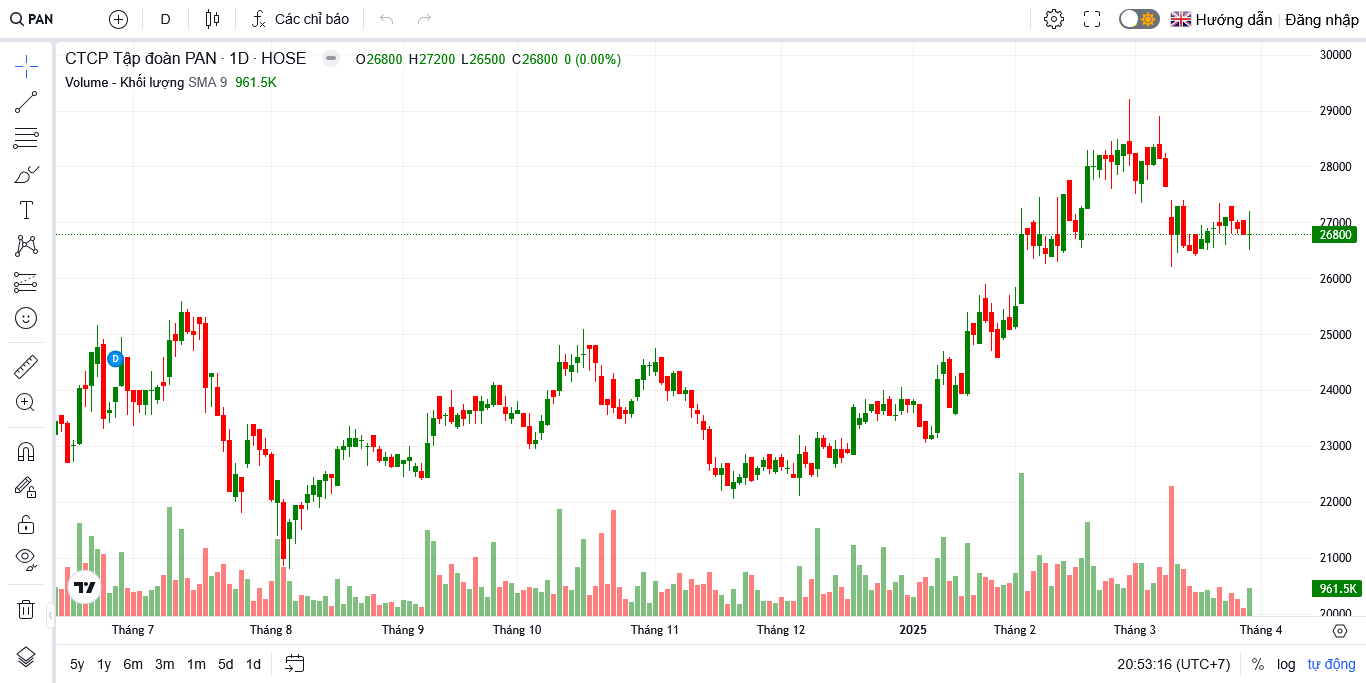 PAN D Các chỉ báo Hướng dẫn Đăng nhập
CTCP Tập đoàn PAN · 1D · HOSE O26800 H27200 L26500 C26800 0 (0.00%)
Volume - Khối lượng SMA 9 961.5K
D
30000
29000
28000
27000
26800
26000
25000
24000
23000
22000
21000
961.5K
20000
Tháng 7 Tháng 8 Tháng 9 Tháng 10 Tháng 11 Tháng 12 2025 Tháng 2 Tháng 3 Tháng 4
5y 1y 6m 3m 1m 5d 1d 20:53:16 (UTC+7) % log tự động